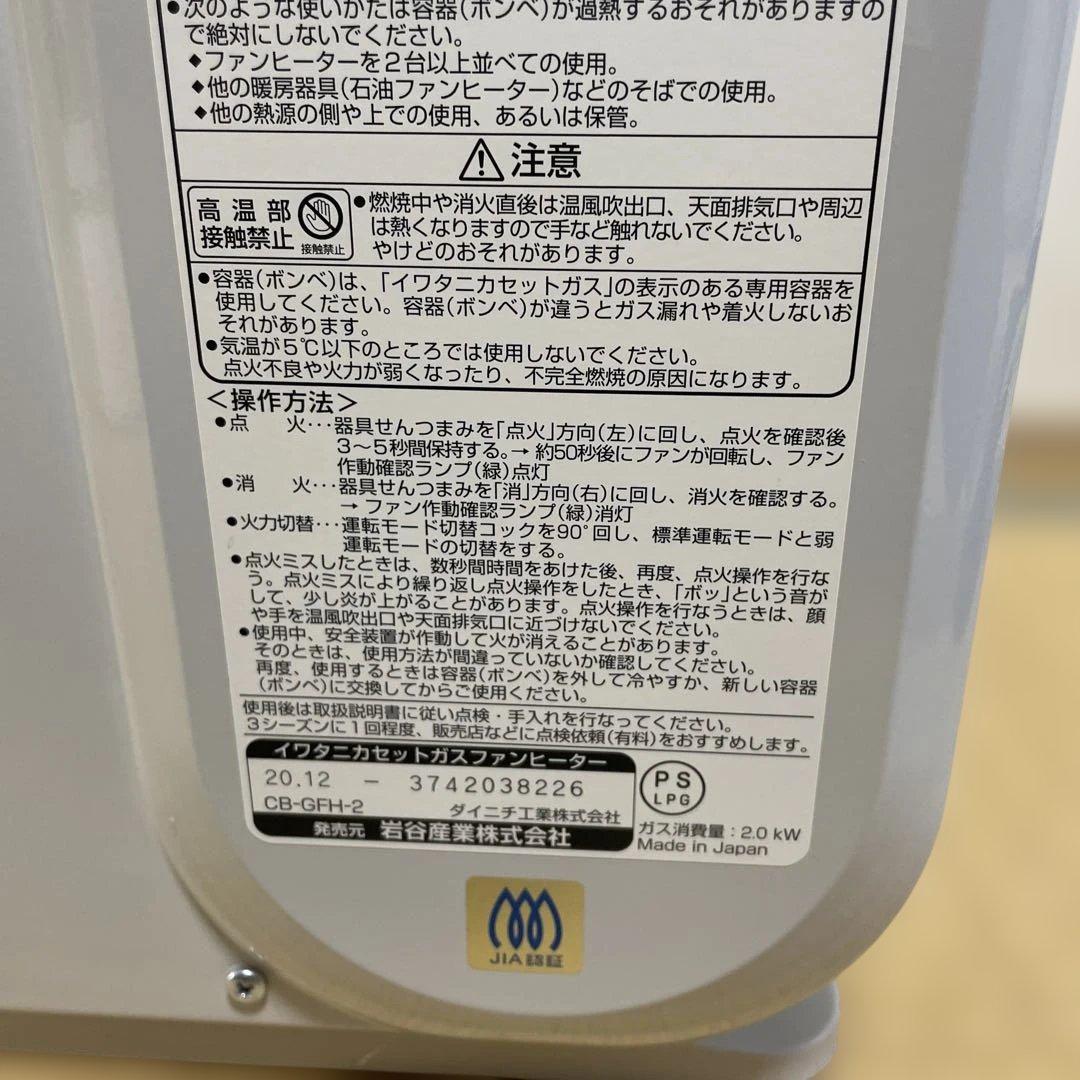 ●次のような使いかたは容器(ボンベ)が過熱するおそれがありますの
で絶対にしないでください。
◆ファンヒーターを2台以上並べての使用。
◆他の暖房器具(石油ファンヒーター)などのそばでの使用。
◆他の熱源の側や上での使用、あるいは保管。
注意
高温部
接触禁止
接触禁止
●燃焼中や消火直後は温風吹出口、天面排気口や周辺
は熱くなりますので手など触れないでください。
やけどのおそれがあります。
●容器(ボンベ)は、「イワタニカセットガス」の表示のある専用容器を
使用してください。容器(ボンベ)が違うとガス漏れや着火しないお
それがあります。
●気温が5℃以下のところでは使用しないでください。
点火不良や火力が弱くなったり、不完全燃焼の原因になります。
＜操作方法＞
●点　火･･･器具せんつまみを「点火」方向(左)に回し、点火を確認後
3～5秒間保持する。→ 約50秒後にファンが回転し、ファン
作動確認ランプ(緑)点灯
●消　火･･･器具せんつまみを「消」方向(右)に回し、消火を確認する。
→ ファン作動確認ランプ(緑)消灯
●火力切替･･･運転モード切替コックを90°回し、標準運転モードと弱
運転モードの切替をする。
●点火ミスしたときは、数秒間時間をあけた後、再度、点火操作を行な
う。点火ミスにより繰り返し点火操作をしたとき、「ボッ」という音が
して、少し炎が上がることがあります。点火操作を行なうときは、顔
や手を温風吹出口や天面排気口に近づけないでください。
●使用中、安全装置が作動して火が消えることがあります。
そのときは、使用方法が間違っていないか確認してください。
再度、使用するときは容器(ボンベ)を外して冷やすか、新しい容器
(ボンベ)に交換してからご使用ください。
使用後は取扱説明書に従い点検・手入れを行なってください。
3シーズンに1回程度、販売店などに点検依頼(有料)をおすすめします。
イワタニカセットガスファンヒーター
20.12 － 3742038226
CB-GFH-2 ダイニチ工業株式会社
発売元 岩谷産業株式会社
PS
LPG
ガス消費量：2.0 kW
Made in Japan
JIA認証